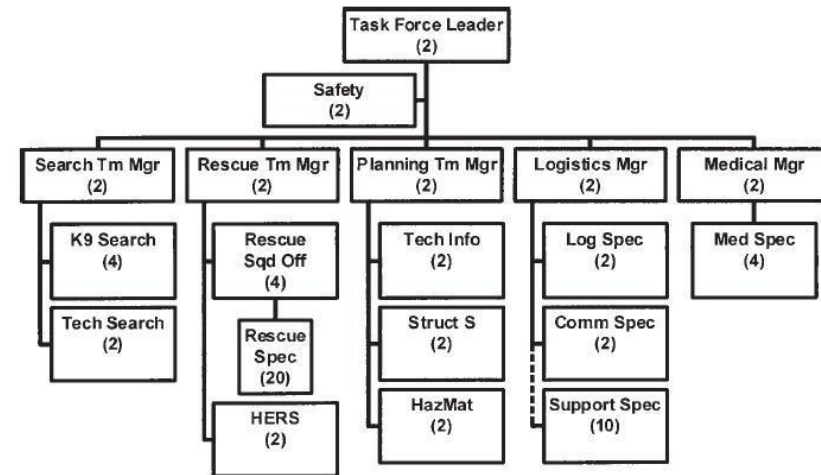 Task Force Leader
(2)
Safety
(2)
Search Tm Mgr
(2)
Rescue Tm Mgr
(2)
Planning Tm Mgr
(2)
Logistics Mgr
(2)
Medical Mgr
(2)
K9 Search
(4)
Tech Search
(2)
Rescue
Sqd Off
(4)
Rescue
Spec
(20)
HERS
(2)
Tech Info
(2)
Struct S
(2)
HazMat
(2)
Log Spec
(2)
Comm Spec
(2)
Support Spec
(10)
Med Spec
(4)